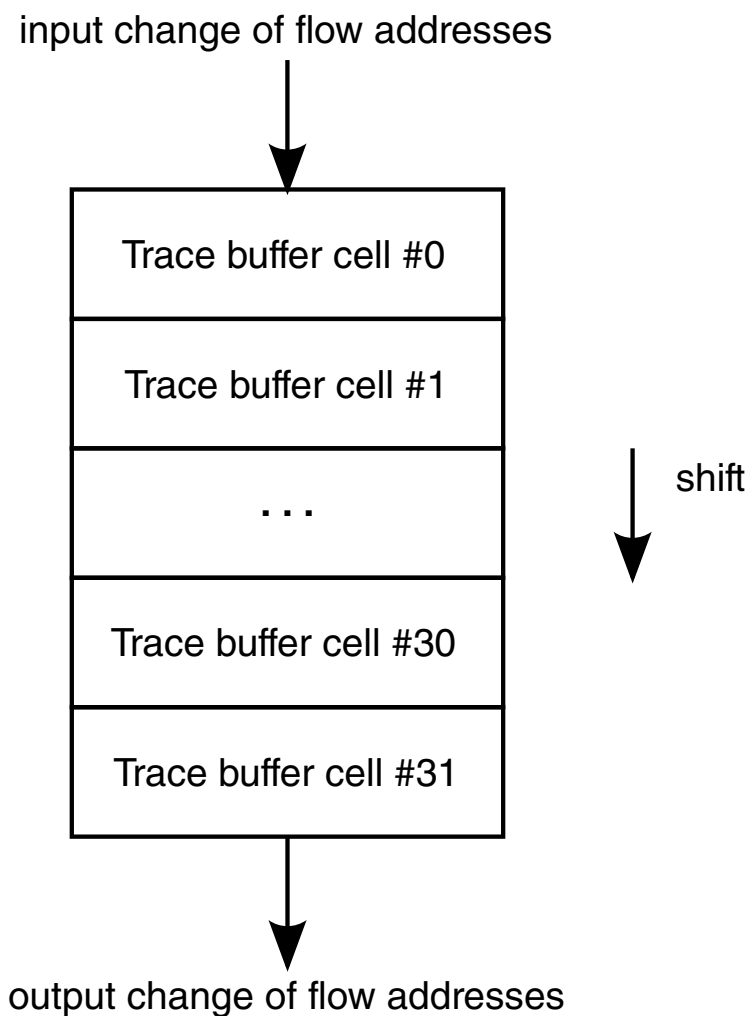 input change of flow addresses
Trace buffer cell #0
Trace buffer cell #1
shift
. . .
Trace buffer cell #30
Trace buffer cell #31
output change of flow addresses